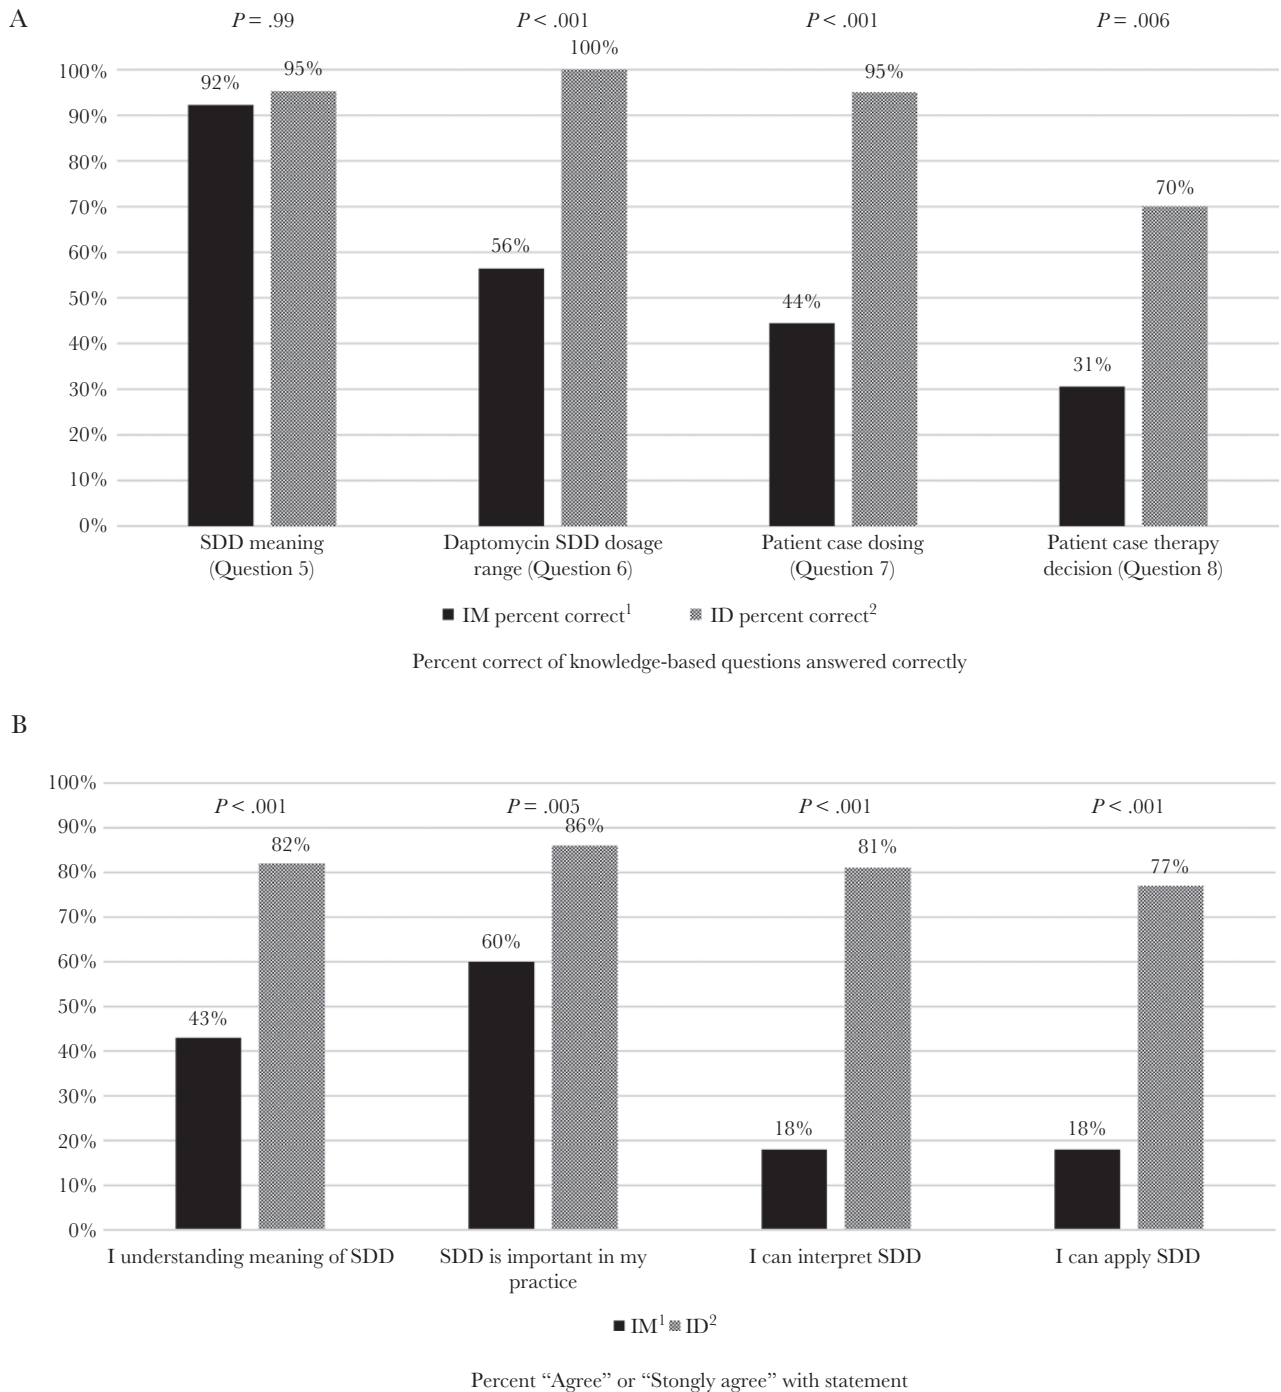 A
P = .99 P < .001 P < .001 P = .006
100%
90%
80%
70%
60%
50%
40%
30%
20%
10%
0%
92% 95%
56% 100%
44% 95%
31% 70%
SDD meaning
(Question 5)
Daptomycin SDD dosage
range (Question 6)
Patient case dosing
(Question 7)
Patient case therapy
decision (Question 8)
IM percent correct1 ID percent correct2
Percent correct of knowledge-based questions answered correctly
B
100%
90%
80%
70%
60%
50%
40%
30%
20%
10%
0%
P < .001 P = .005 P < .001 P < .001
43% 82%
60% 86%
18% 81%
18% 77%
I understanding meaning of SDD
SDD is important in my
practice
I can interpret SDD
I can apply SDD
IM1 ID2
Percent “Agree” or “Stongly agree” with statement